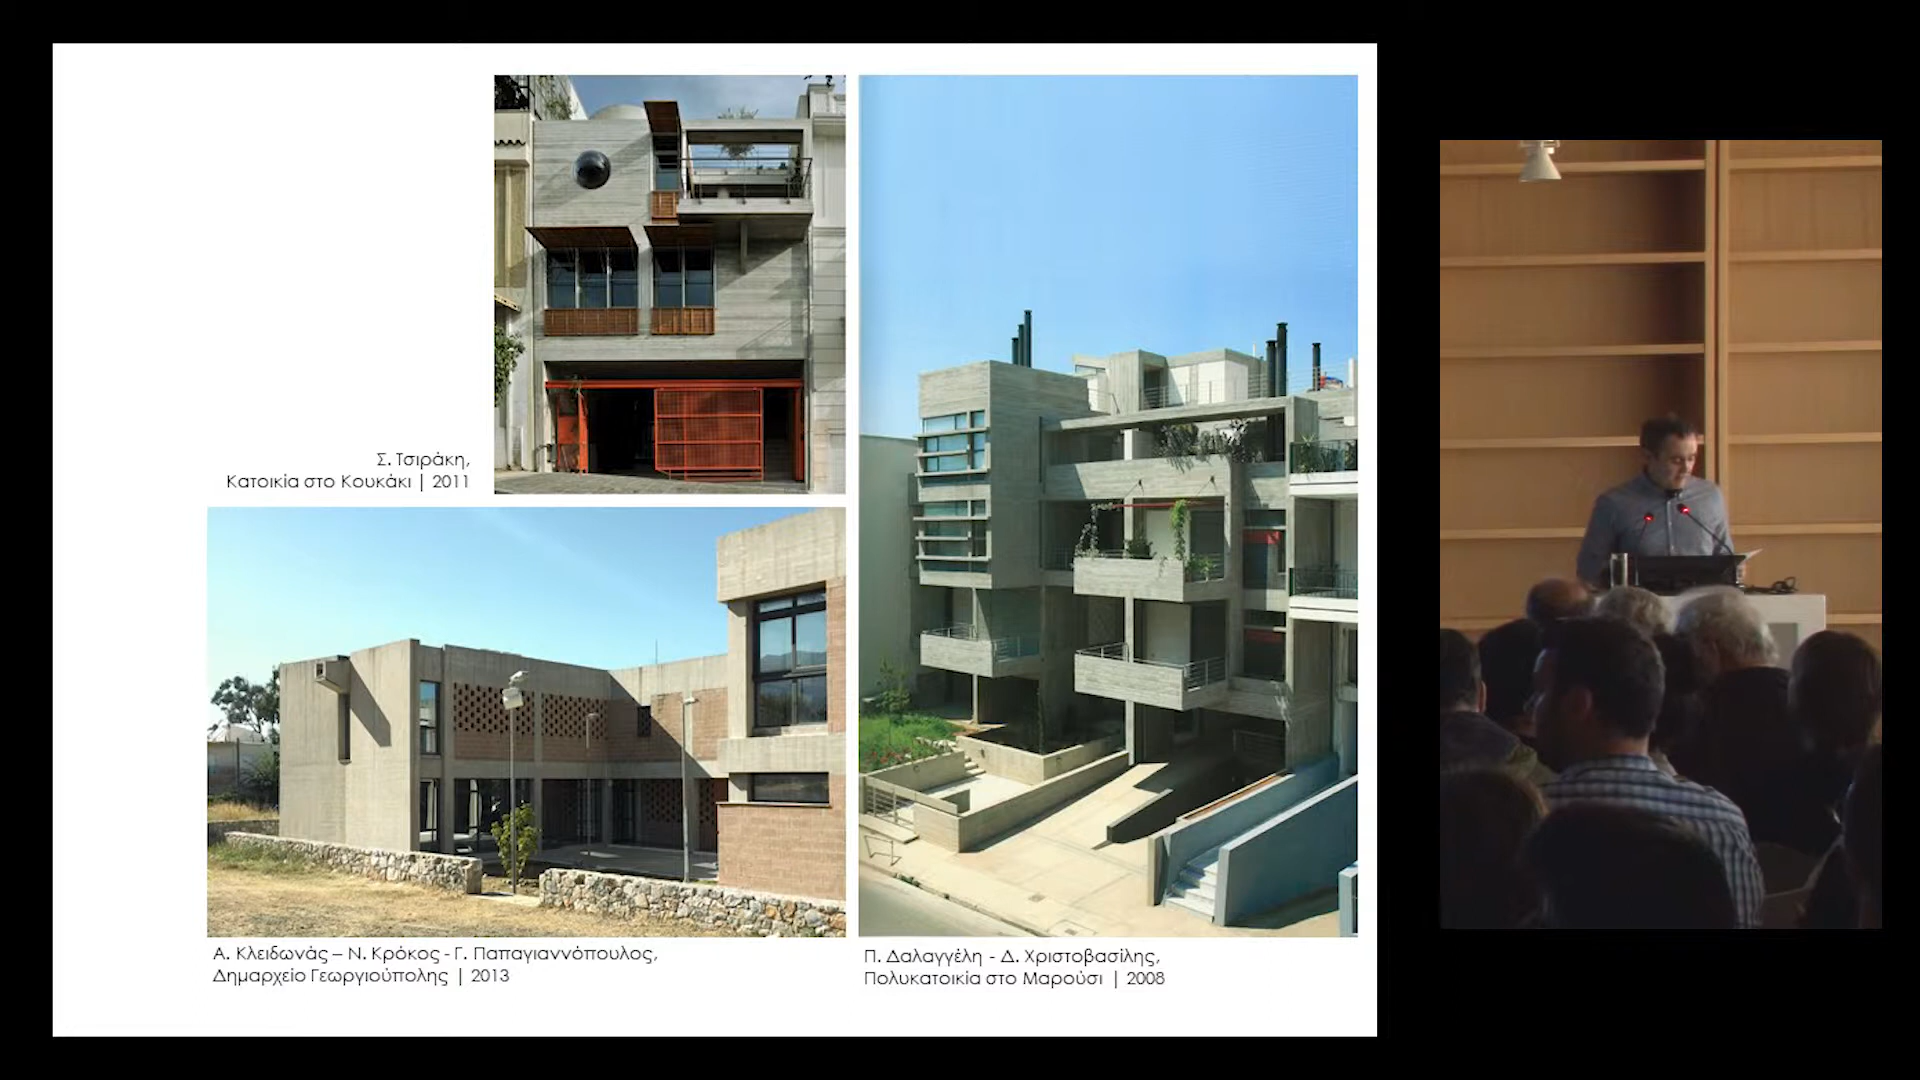 Σ. Τσιράκη,
Κατοικία στο Κουκάκι | 2011
Α. Κλειδωνάς – Ν. Κρόκος - Γ. Παπαγιαννόπουλος,
Δημαρχείο Γεωργιούπολης | 2013
Π. Δαλαγγέλη - Δ. Χριστοβασίλης,
Πολυκατοικία στο Μαρούσι | 2008